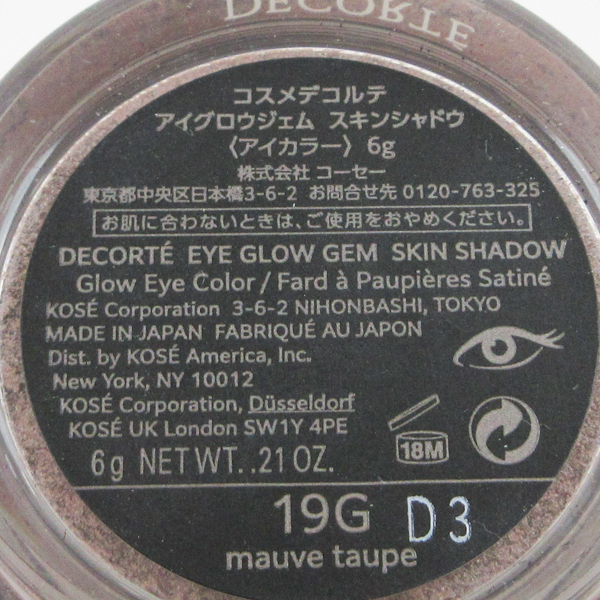 DECORTE
コスメデコルテ
アイグロウジェム スキンシャドウ
〈アイカラー〉 6g
株式会社 コーセー
東京都中央区日本橋3-6-2 お問合せ先 0120-763-325
お肌に合わないときは、ご使用をおやめください。
DECORTÉ EYE GLOW GEM SKIN SHADOW
Glow Eye Color / Fard à Paupières Satiné
KOSÉ Corporation 3-6-2 NIHONBASHI, TOKYO
MADE IN JAPAN FABRIQUÉ AU JAPON
Dist. by KOSÉ America, Inc.
New York, NY 10012
KOSÉ Corporation, Düsseldorf
KOSÉ UK London SW1Y 4PE
18M
6g NET WT. .21 OZ.
19G D3
mauve taupe